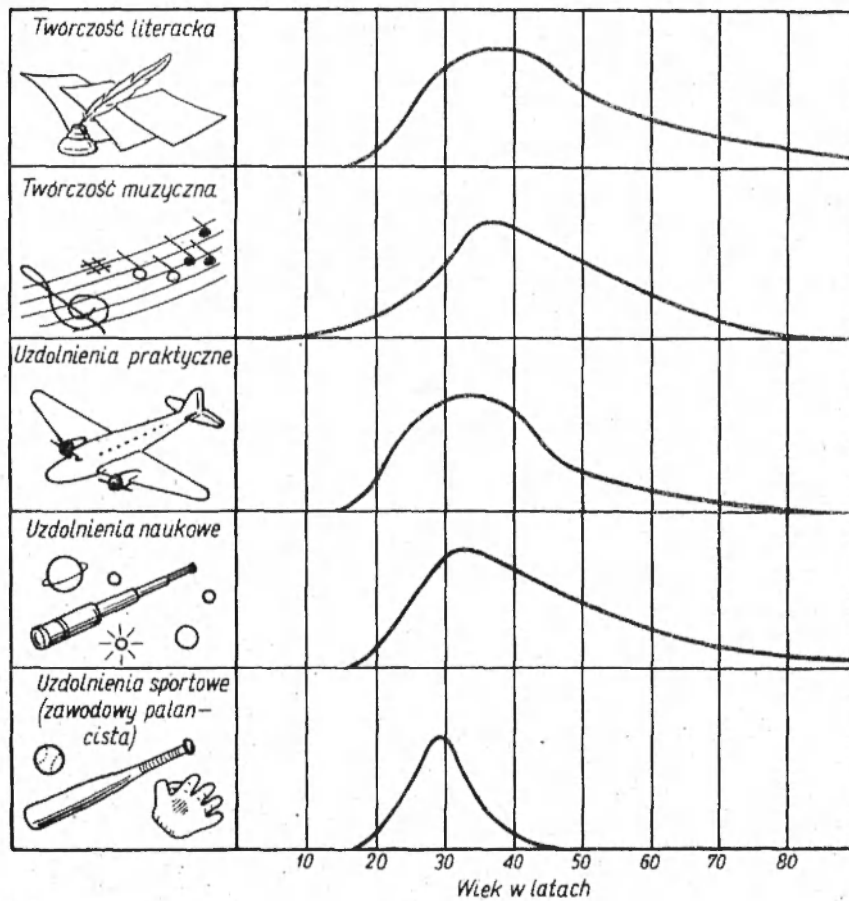 Twórczość literacka
Twórczość muzyczna
Uzdolnienia praktyczne
Uzdolnienia naukowe
Uzdolnienia sportowe
(zawodowy palan-
cista)
10 20 30 40 50 60 70 80
Wiek w latach